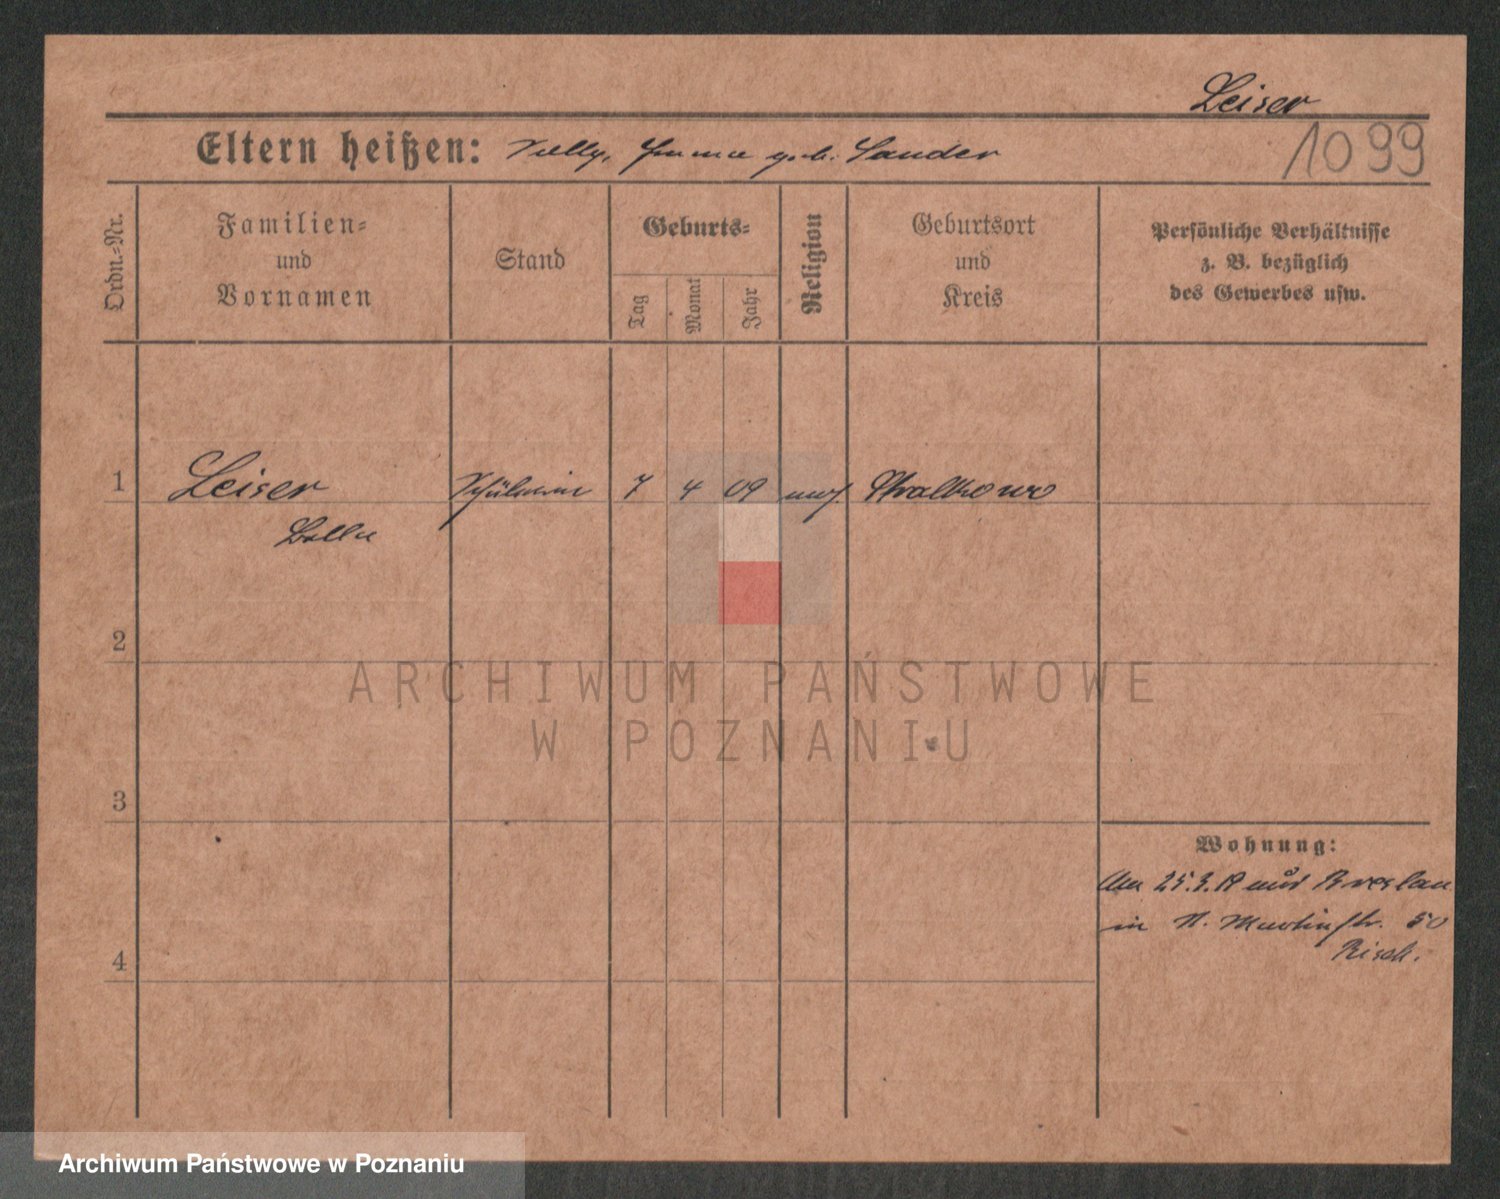 Leiser
Eltern heißen: Emma geb. Sander
1099
Ordn.-Nr.
Familien-
und
Vornamen
Stand
Geburts-
Tag
Monat
Jahr
Religion
Geburtsort
und
Kreis
Persönliche Verhältnisse
z. B. bezüglich
des Gewerbes usw.
1 Leiser Schülerin 7 4 09 mos. Stralkowo
2
3
4
Wohnung:
Am 25.3.19 aus Breslau
in St. Martinstr. 50
ARCHIWUM PAŃSTWOWE
W POZNANIU
Archiwum Państwowe w Poznaniu